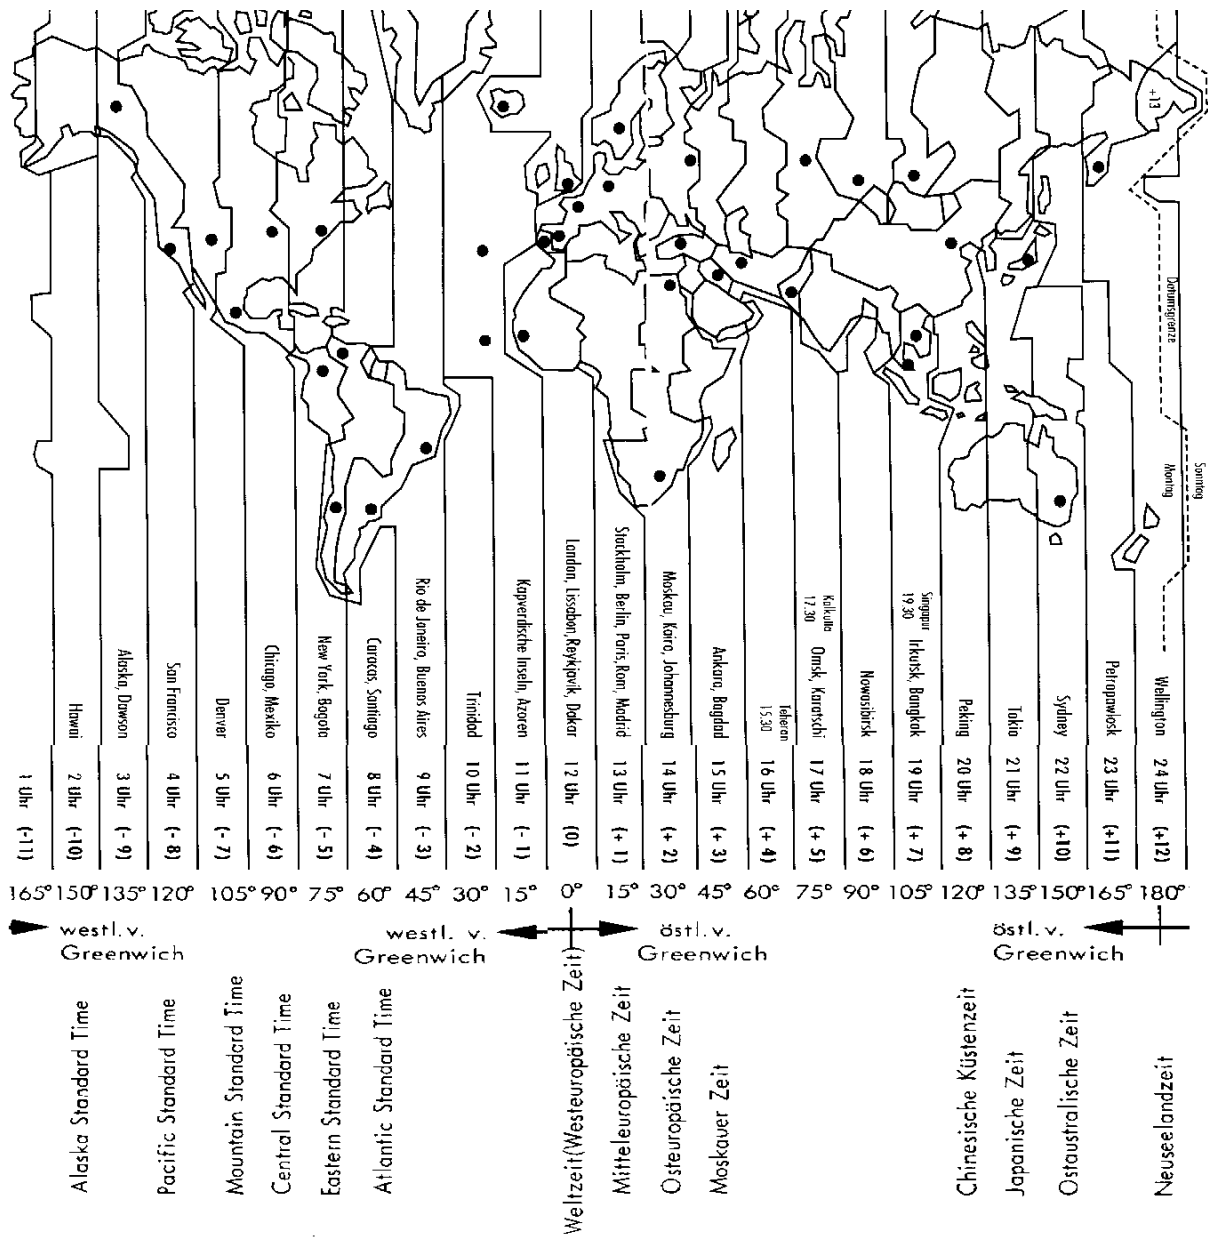 +13
Datumsgrenze
Montag
Sonntag
Hawaii
Alaska, Dawson
San Francisco
Denver
Chicago, Mexiko
New York, Bogota
Caracas, Santiago
Rio de Janeiro, Buenos Aires
Trinidad
Kapverdische Inseln, Azoren
London, Lissabon, Reykjavik, Dakar
Stockholm, Berlin, Paris, Rom, Madrid
Moskau, Kairo, Johannesburg
Ankara, Bagdad
Teheran
15.30
Kalkutta
17.30
Omsk, Karatschi
Nowosibirsk
Singapur
19.30
Irkutsk, Bangkok
Peking
Tokio
Sydney
Petropawlosk
Wellington
1 Uhr (-11)
2 Uhr (-10)
3 Uhr (-9)
4 Uhr (-8)
5 Uhr (-7)
6 Uhr (-6)
7 Uhr (-5)
8 Uhr (-4)
9 Uhr (-3)
10 Uhr (-2)
11 Uhr (-1)
12 Uhr (0)
13 Uhr (+1)
14 Uhr (+2)
15 Uhr (+3)
16 Uhr (+4)
17 Uhr (+5)
18 Uhr (+6)
19 Uhr (+7)
20 Uhr (+8)
21 Uhr (+9)
22 Uhr (+10)
23 Uhr (+11)
24 Uhr (+12)
165° 150° 135° 120° 105° 90° 75° 60° 45° 30° 15° 0° 15° 30° 45° 60° 75° 90° 105° 120° 135° 150° 165° 180°
westl. v.
Greenwich
westl. v.
Greenwich
östl. v.
Greenwich
östl. v.
Greenwich
Alaska Standard Time
Pacific Standard Time
Mountain Standard Time
Central Standard Time
Eastern Standard Time
Atlantic Standard Time
Weltzeit(Westeuropäische Zeit)
Mitteleuropäische Zeit
Osteuropäische Zeit
Moskauer Zeit
Chinesische Küstenzeit
Japanische Zeit
Ostaustralische Zeit
Neuseelandzeit